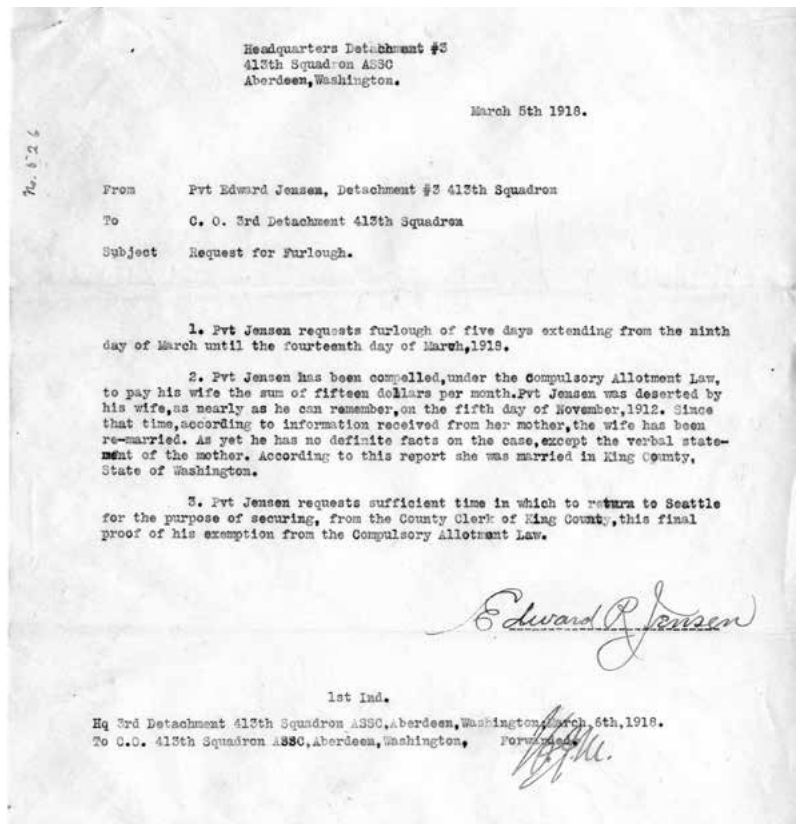 Headquarters Detachment #3
413th Squadron ASSC
Aberdeen,Washington.
March 5th 1918.
No. 526
From Pvt Edward Jensen, Detachment #3 413th Squadron
To C. O. 3rd Detachment 413th Squadron
Subject Request for Furlough.
1. Pvt Jensen requests furlough of five days extending from the ninth
day of March until the fourteenth day of March,1918.
2. Pvt Jensen has been compelled,under the Compulsory Allotment Law,
to pay his wife the sum of fifteen dollars per month.Pvt Jensen was deserted by
his wife,as nearly as he can remember,on the fifth day of November,1912. Since
that time,according to information received from her mother,the wife has been
re-married. As yet he has no definite facts on the case,except the verbal state-
ment of the mother. According to this report she was married in King County,
State of Washington.
3. Pvt Jensen requests sufficient time in which to return to Seattle
for the purpose of securing, from the County Clerk of King County,this final
proof of his exemption from the Compulsory Allotment Law.
Edward R Jensen
1st Ind.
Hq 3rd Detachment 413th Squadron ASSC,Aberdeen,Washington,March,6th,1918.
To C.O. 413th Squadron ASSC,Aberdeen,Washington, Forwarded.